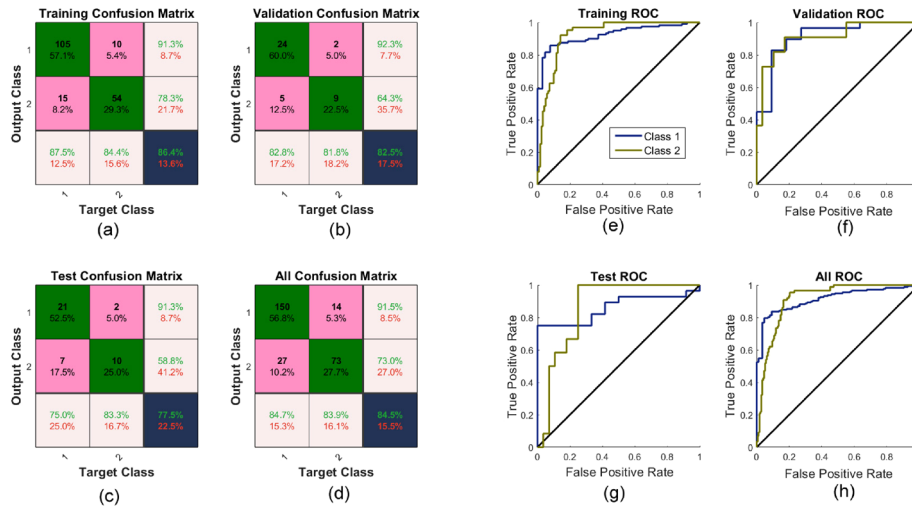 Training Confusion Matrix
Output Class
1
105
57.1%
10
5.4%
91.3%
8.7%
2
15
8.2%
54
29.3%
78.3%
21.7%
87.5%
12.5%
84.4%
15.6%
86.4%
13.6%
1
2
Target Class
(a)
Validation Confusion Matrix
Output Class
1
24
60.0%
2
5.0%
92.3%
7.7%
2
5
12.5%
9
22.5%
64.3%
35.7%
82.8%
17.2%
81.8%
18.2%
82.5%
17.5%
1
2
Target Class
(b)
Test Confusion Matrix
Output Class
1
21
52.5%
2
5.0%
91.3%
8.7%
2
7
17.5%
10
25.0%
58.8%
41.2%
75.0%
25.0%
83.3%
16.7%
77.5%
22.5%
1
2
Target Class
(c)
All Confusion Matrix
Output Class
1
150
56.8%
14
5.3%
91.5%
8.5%
2
27
10.2%
73
27.7%
73.0%
27.0%
84.7%
15.3%
83.9%
16.1%
84.5%
15.5%
1
2
Target Class
(d)
Training ROC
True Positive Rate
1
0.8
0.6
0.4
0.2
0
Class 1
Class 2
0 0.2 0.4 0.6 0.8 1
False Positive Rate
(e)
Validation ROC
True Positive Rate
1
0.8
0.6
0.4
0.2
0
0 0.2 0.4 0.6 0.8
False Positive Rate
(f)
Test ROC
True Positive Rate
1
0.8
0.6
0.4
0.2
0
0 0.2 0.4 0.6 0.8 1
False Positive Rate
(g)
All ROC
True Positive Rate
1
0.8
0.6
0.4
0.2
0
0 0.2 0.4 0.6 0.8
False Positive Rate
(h)